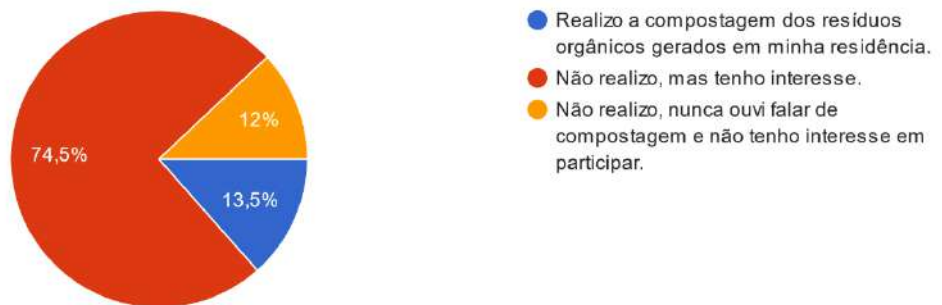 74,5%
12%
13,5%
Realizo a compostagem dos resíduos
orgânicos gerados em minha residência.
Não realizo, mas tenho interesse.
Não realizo, nunca ouvi falar de
compostagem e não tenho interesse em
participar.